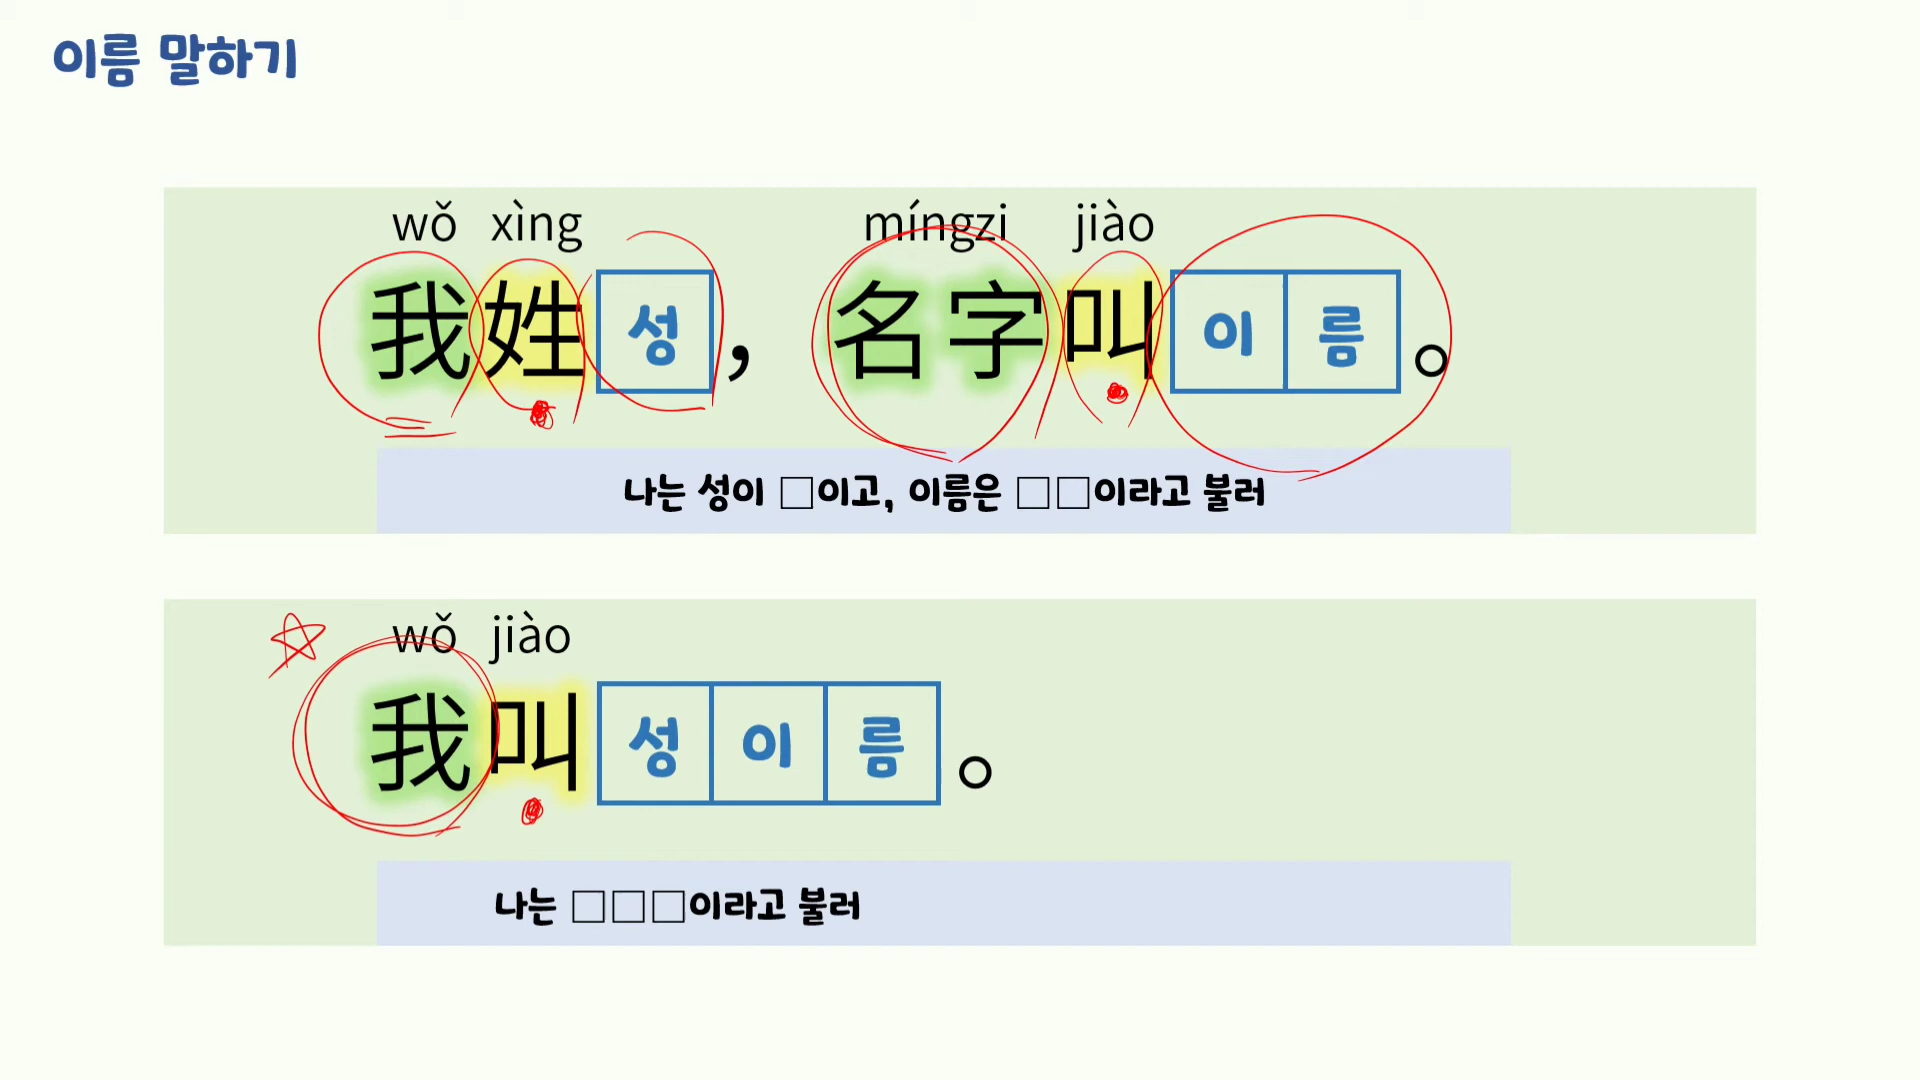 이름 말하기
wǒ xìng míngzi jiào
我姓 성, 名字叫 이 름。
나는 성이 □이고, 이름은 □□이라고 불러
wǒ jiào
我叫 성 이 름。
나는 □□□이라고 불러